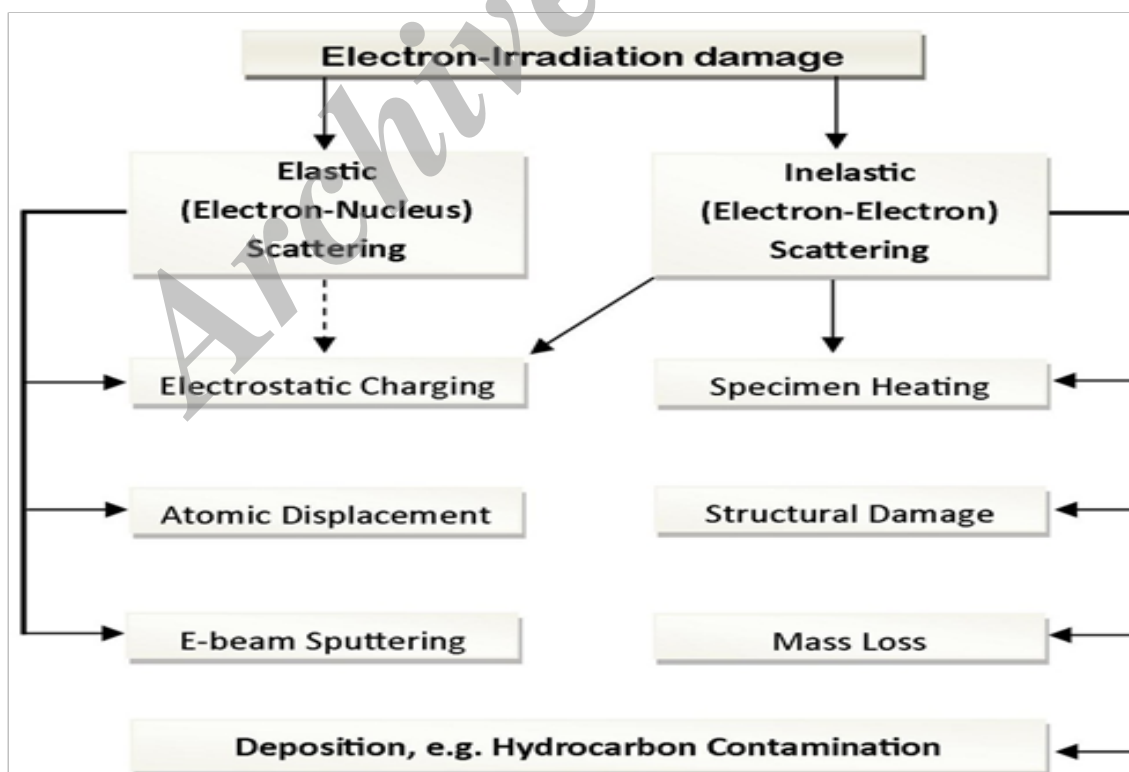 Electron-Irradiation damage
Elastic
(Electron-Nucleus)
Scattering
Inelastic
(Electron-Electron)
Scattering
Electrostatic Charging
Specimen Heating
Atomic Displacement
Structural Damage
E-beam Sputtering
Mass Loss
Deposition, e.g. Hydrocarbon Contamination
Archive